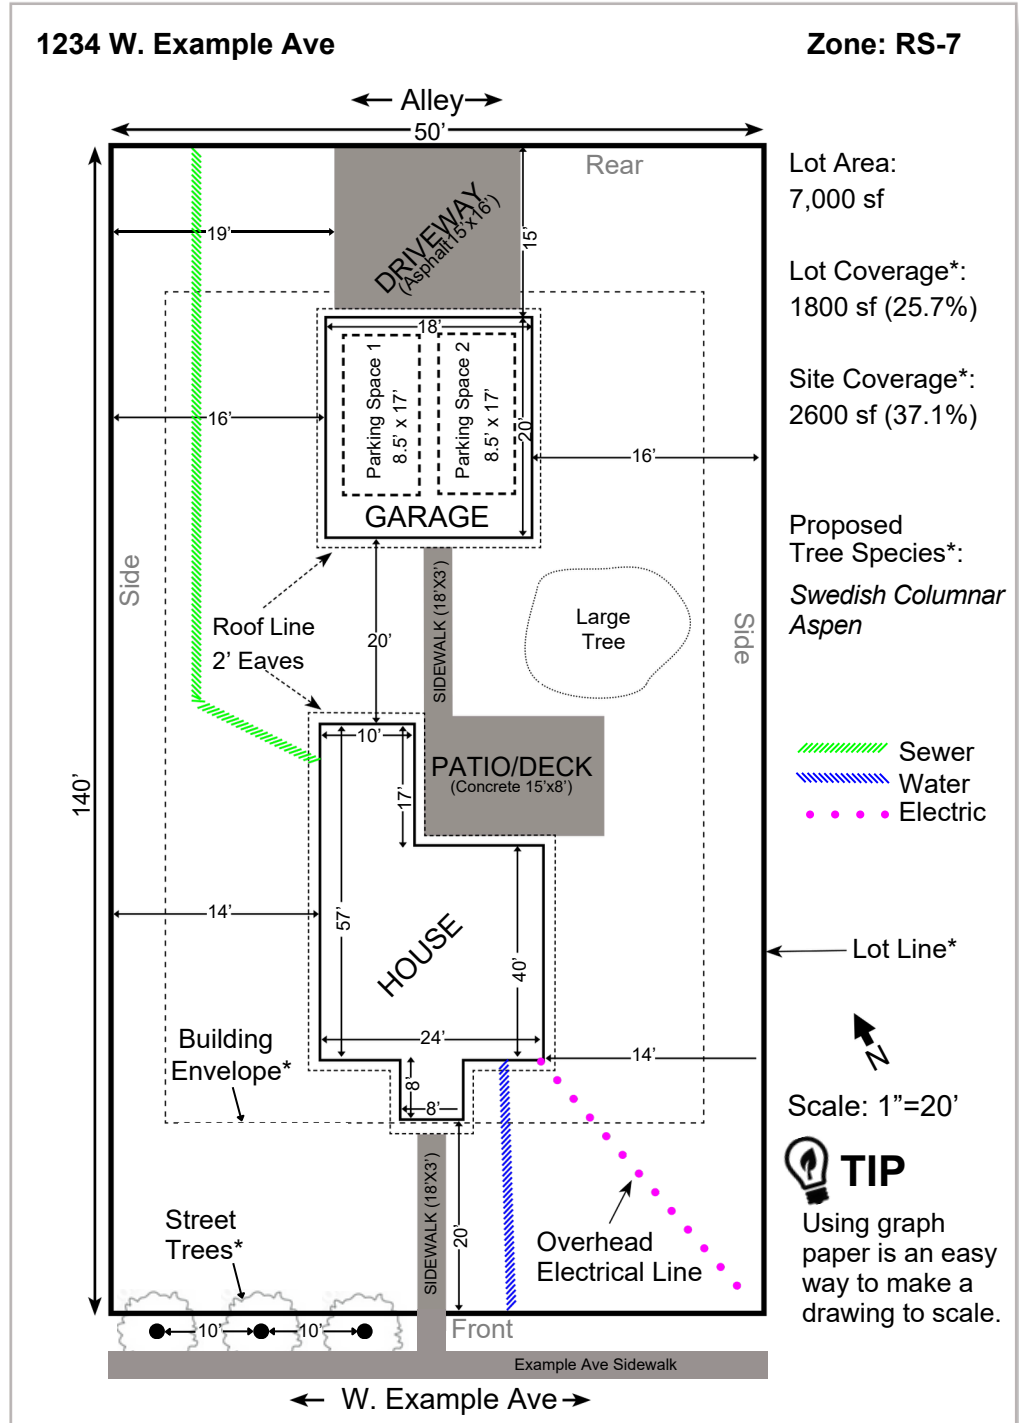 1234 W. Example Ave
Zone: RS-7
Alley
50’
Rear
Lot Area:
7,000 sf
DRIVEWAY
(Asphalt 15’x16’)
19’
15’
Lot Coverage*:
1800 sf (25.7%)
18’
Parking Space 1
8.5’ x 17’
Parking Space 2
8.5’ x 17’
20’
Site Coverage*:
2600 sf (37.1%)
16’
16’
GARAGE
Proposed
Tree Species*:
Swedish Columnar
Aspen
Side
Side
SIDEWALK (18’X3’)
Large
Tree
Roof Line
2’ Eaves
20’
10’
17’
PATIO/DECK
(Concrete 15’x8’)
Sewer
Water
Electric
140’
14’
57’
HOUSE
40’
Lot Line*
24’
14’
N
Building
Envelope*
8’
8’
Scale: 1”=20’
TIP
Using graph
paper is an easy
way to make a
drawing to scale.
SIDEWALK (18’X3’)
20’
Street
Trees*
Overhead
Electrical Line
10’
10’
Front
Example Ave Sidewalk
W. Example Ave